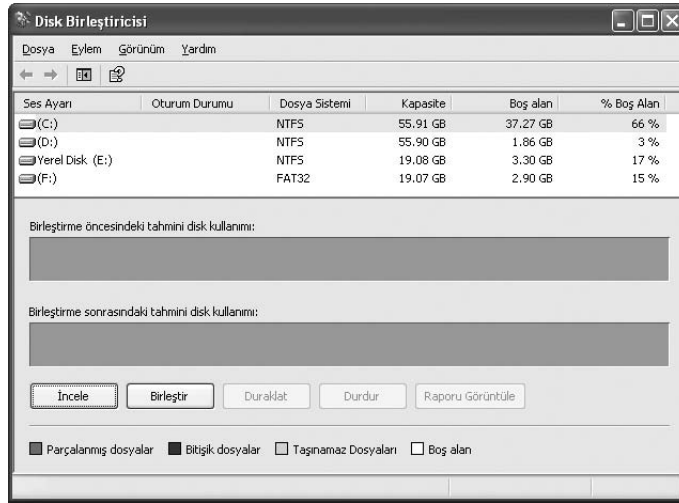 Disk Birleştiricisi
Dosya Eylem Görünüm Yardım
Ses Ayarı Oturum Durumu Dosya Sistemi Kapasite Boş alan % Boş Alan
(C:) NTFS 55.91 GB 37.27 GB 66 %
(D:) NTFS 55.90 GB 1.86 GB 3 %
Yerel Disk (E:) NTFS 19.08 GB 3.30 GB 17 %
(F:) FAT32 19.07 GB 2.90 GB 15 %
Birleştirme öncesindeki tahmini disk kullanımı:
Birleştirme sonrasındaki tahmini disk kullanımı:
İncele Birleştir Duraklat Durdur Raporu Görüntüle
Parçalanmış dosyalar Bitişik dosyalar Taşınamaz Dosyaları Boş alan